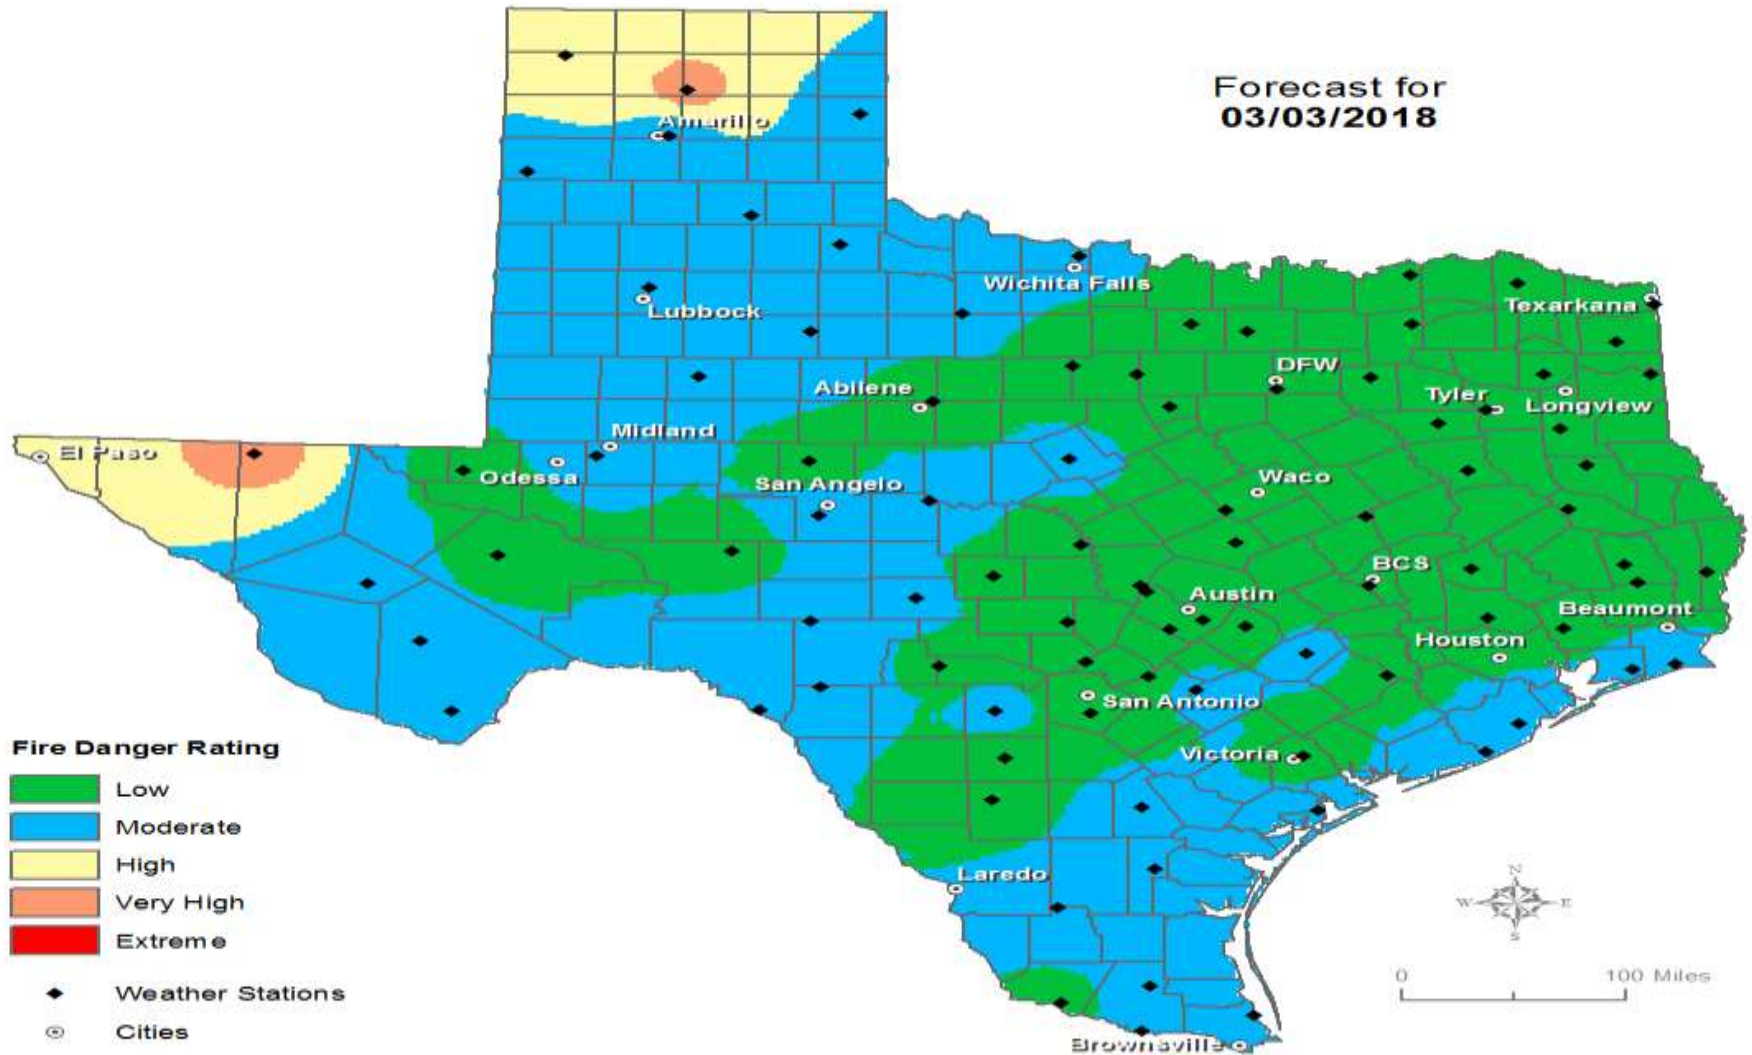 Forecast for
03/03/2018
Amarillo
Wichita Falls
Lubbock
Texarkana
DFW
Abilene
Tyler
Longview
Midland
El Paso
Odessa
San Angelo
Waco
BCS
Austin
Beaumont
Houston
San Antonio
Victoria
Laredo
Brownsville
Fire Danger Rating
Low
Moderate
High
Very High
Extreme
Weather Stations
Cities
N
W E
S
0 100 Miles